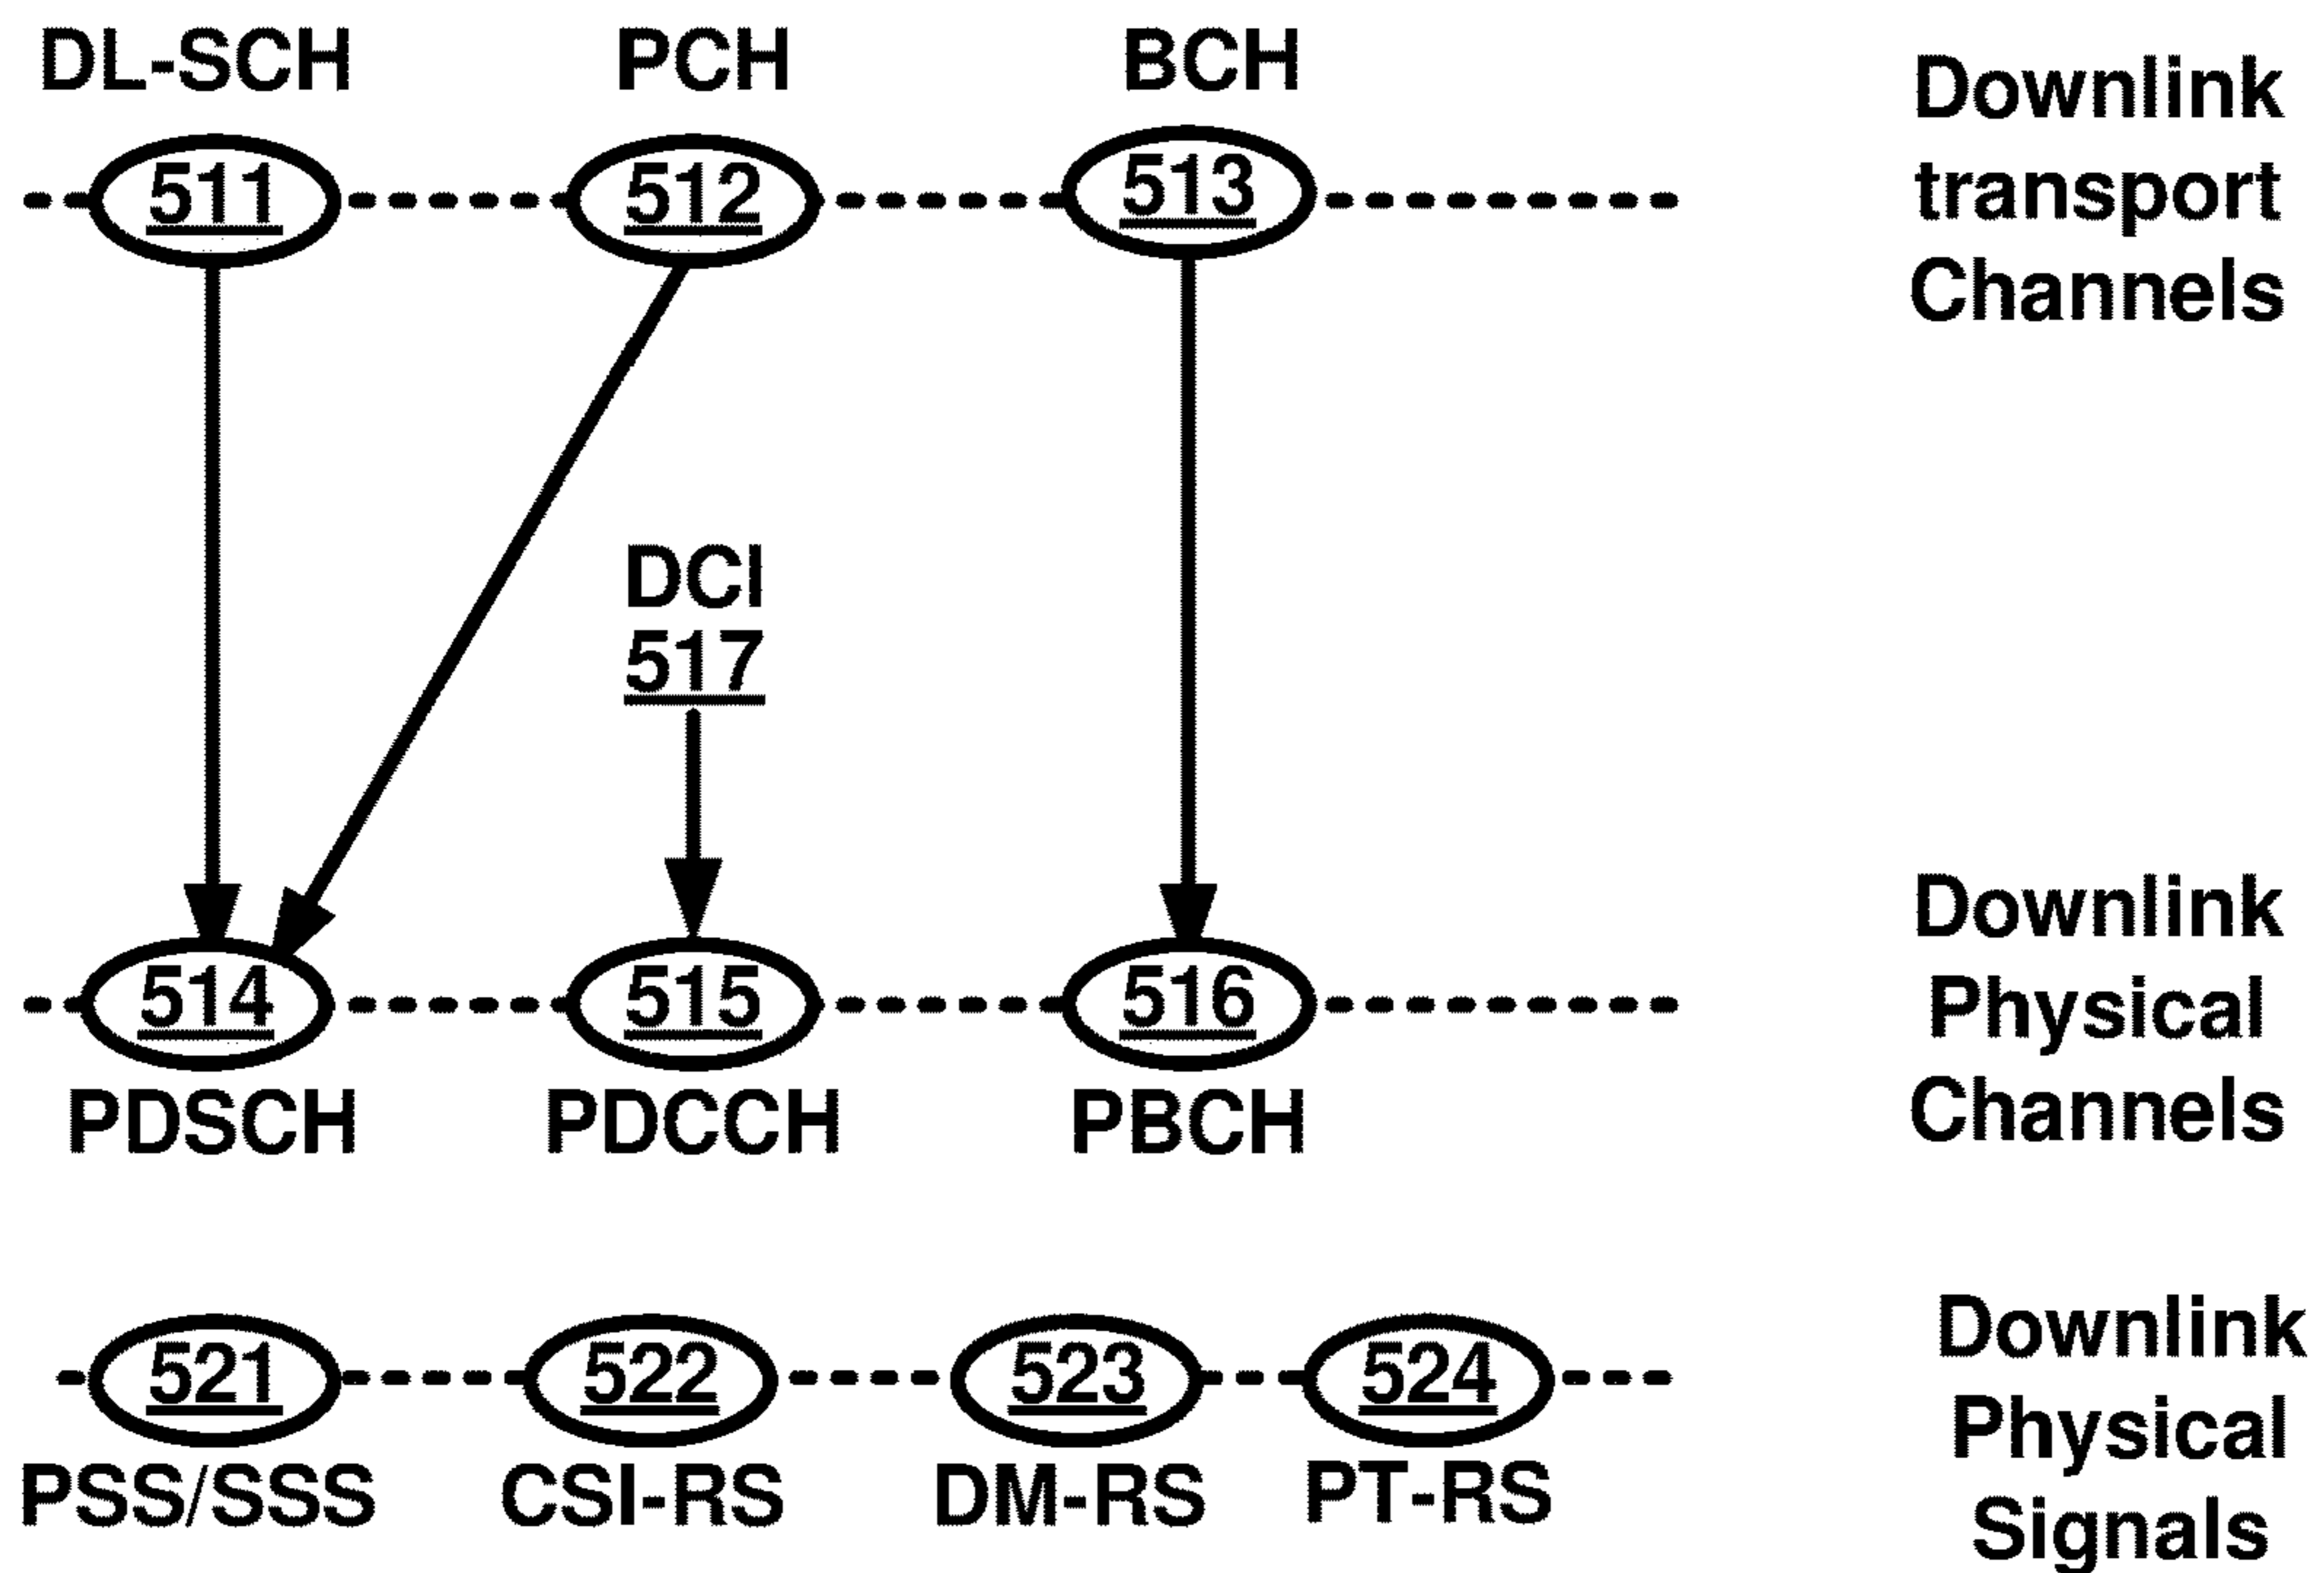 DL-SCH PCH BCH
511 512 513
Downlink
transport
Channels
DCI
517
514 515 516
PDSCH PDCCH PBCH
Downlink
Physical
Channels
521 522 523 524
PSS/SSS CSI-RS DM-RS PT-RS
Downlink
Physical
Signals